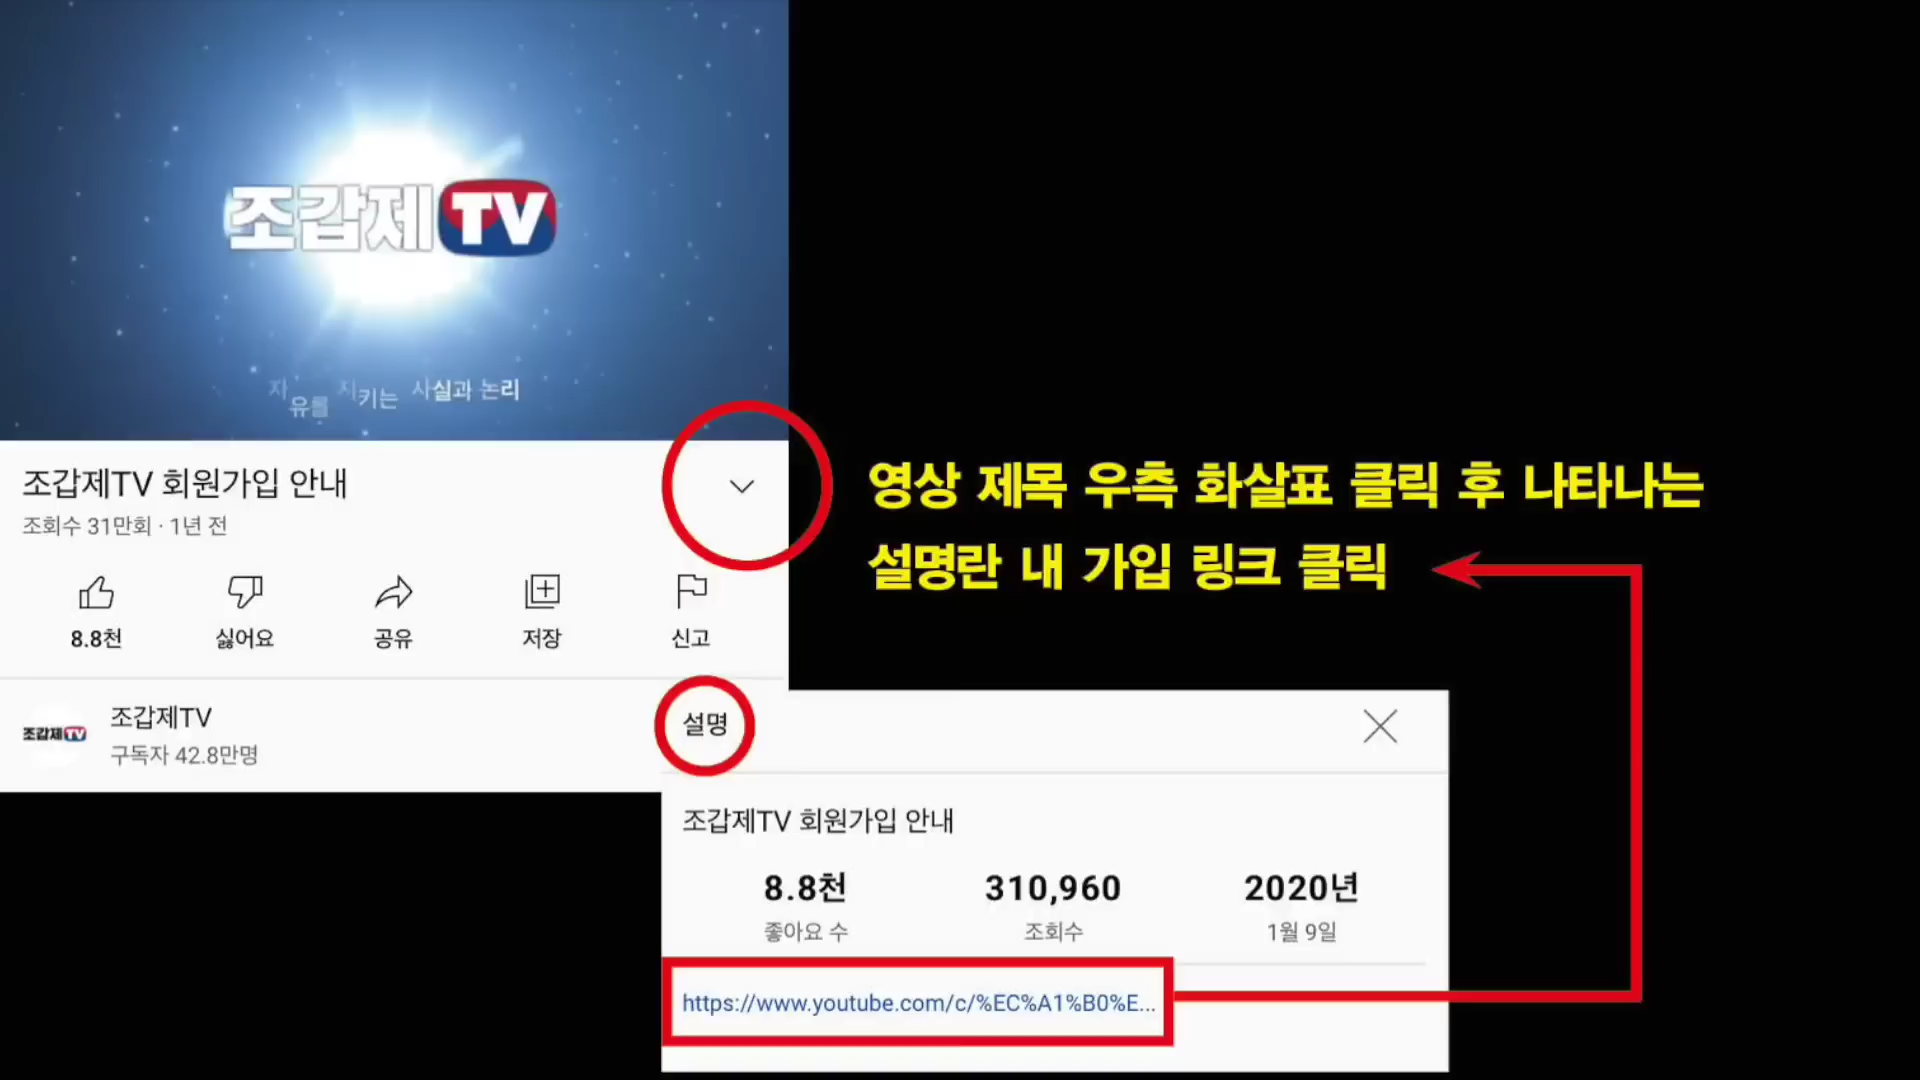 조갑제TV
자유를 지키는 사실과 논리
조갑제TV 회원가입 안내
조회수 31만회 · 1년 전
8.8천
싫어요
공유
저장
신고
조갑제TV
조갑제TV
구독자 42.8만명
영상 제목 우측 화살표 클릭 후 나타나는
설명란 내 가입 링크 클릭
설명
조갑제TV 회원가입 안내
8.8천
310,960
2020년
좋아요 수
조회수
1월 9일
https://www.youtube.com/c/%EC%A1%B0%E...